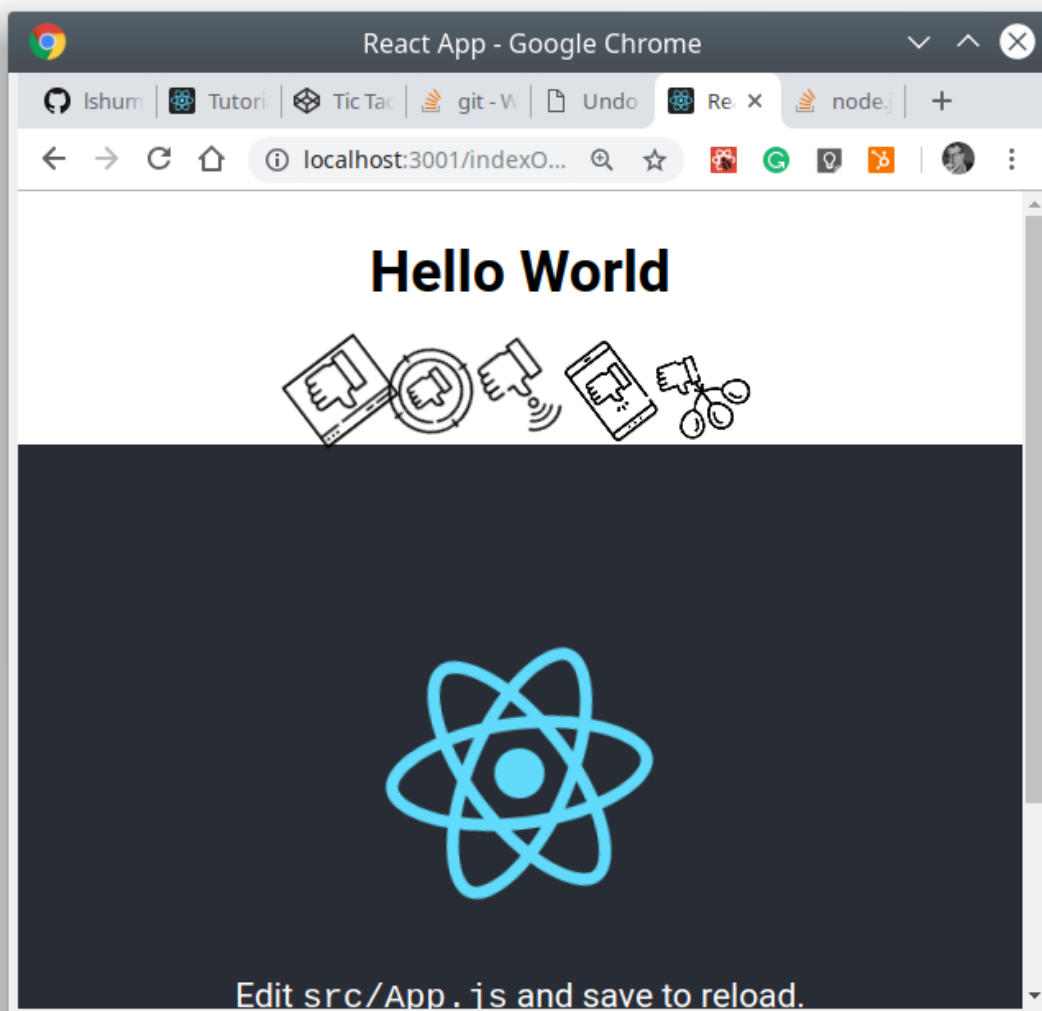 React App - Google Chrome
lshum Tutori Tic Tac git - W Undo Re node.j
localhost:3001/indexO...
Hello World
Edit src/App.js and save to reload.